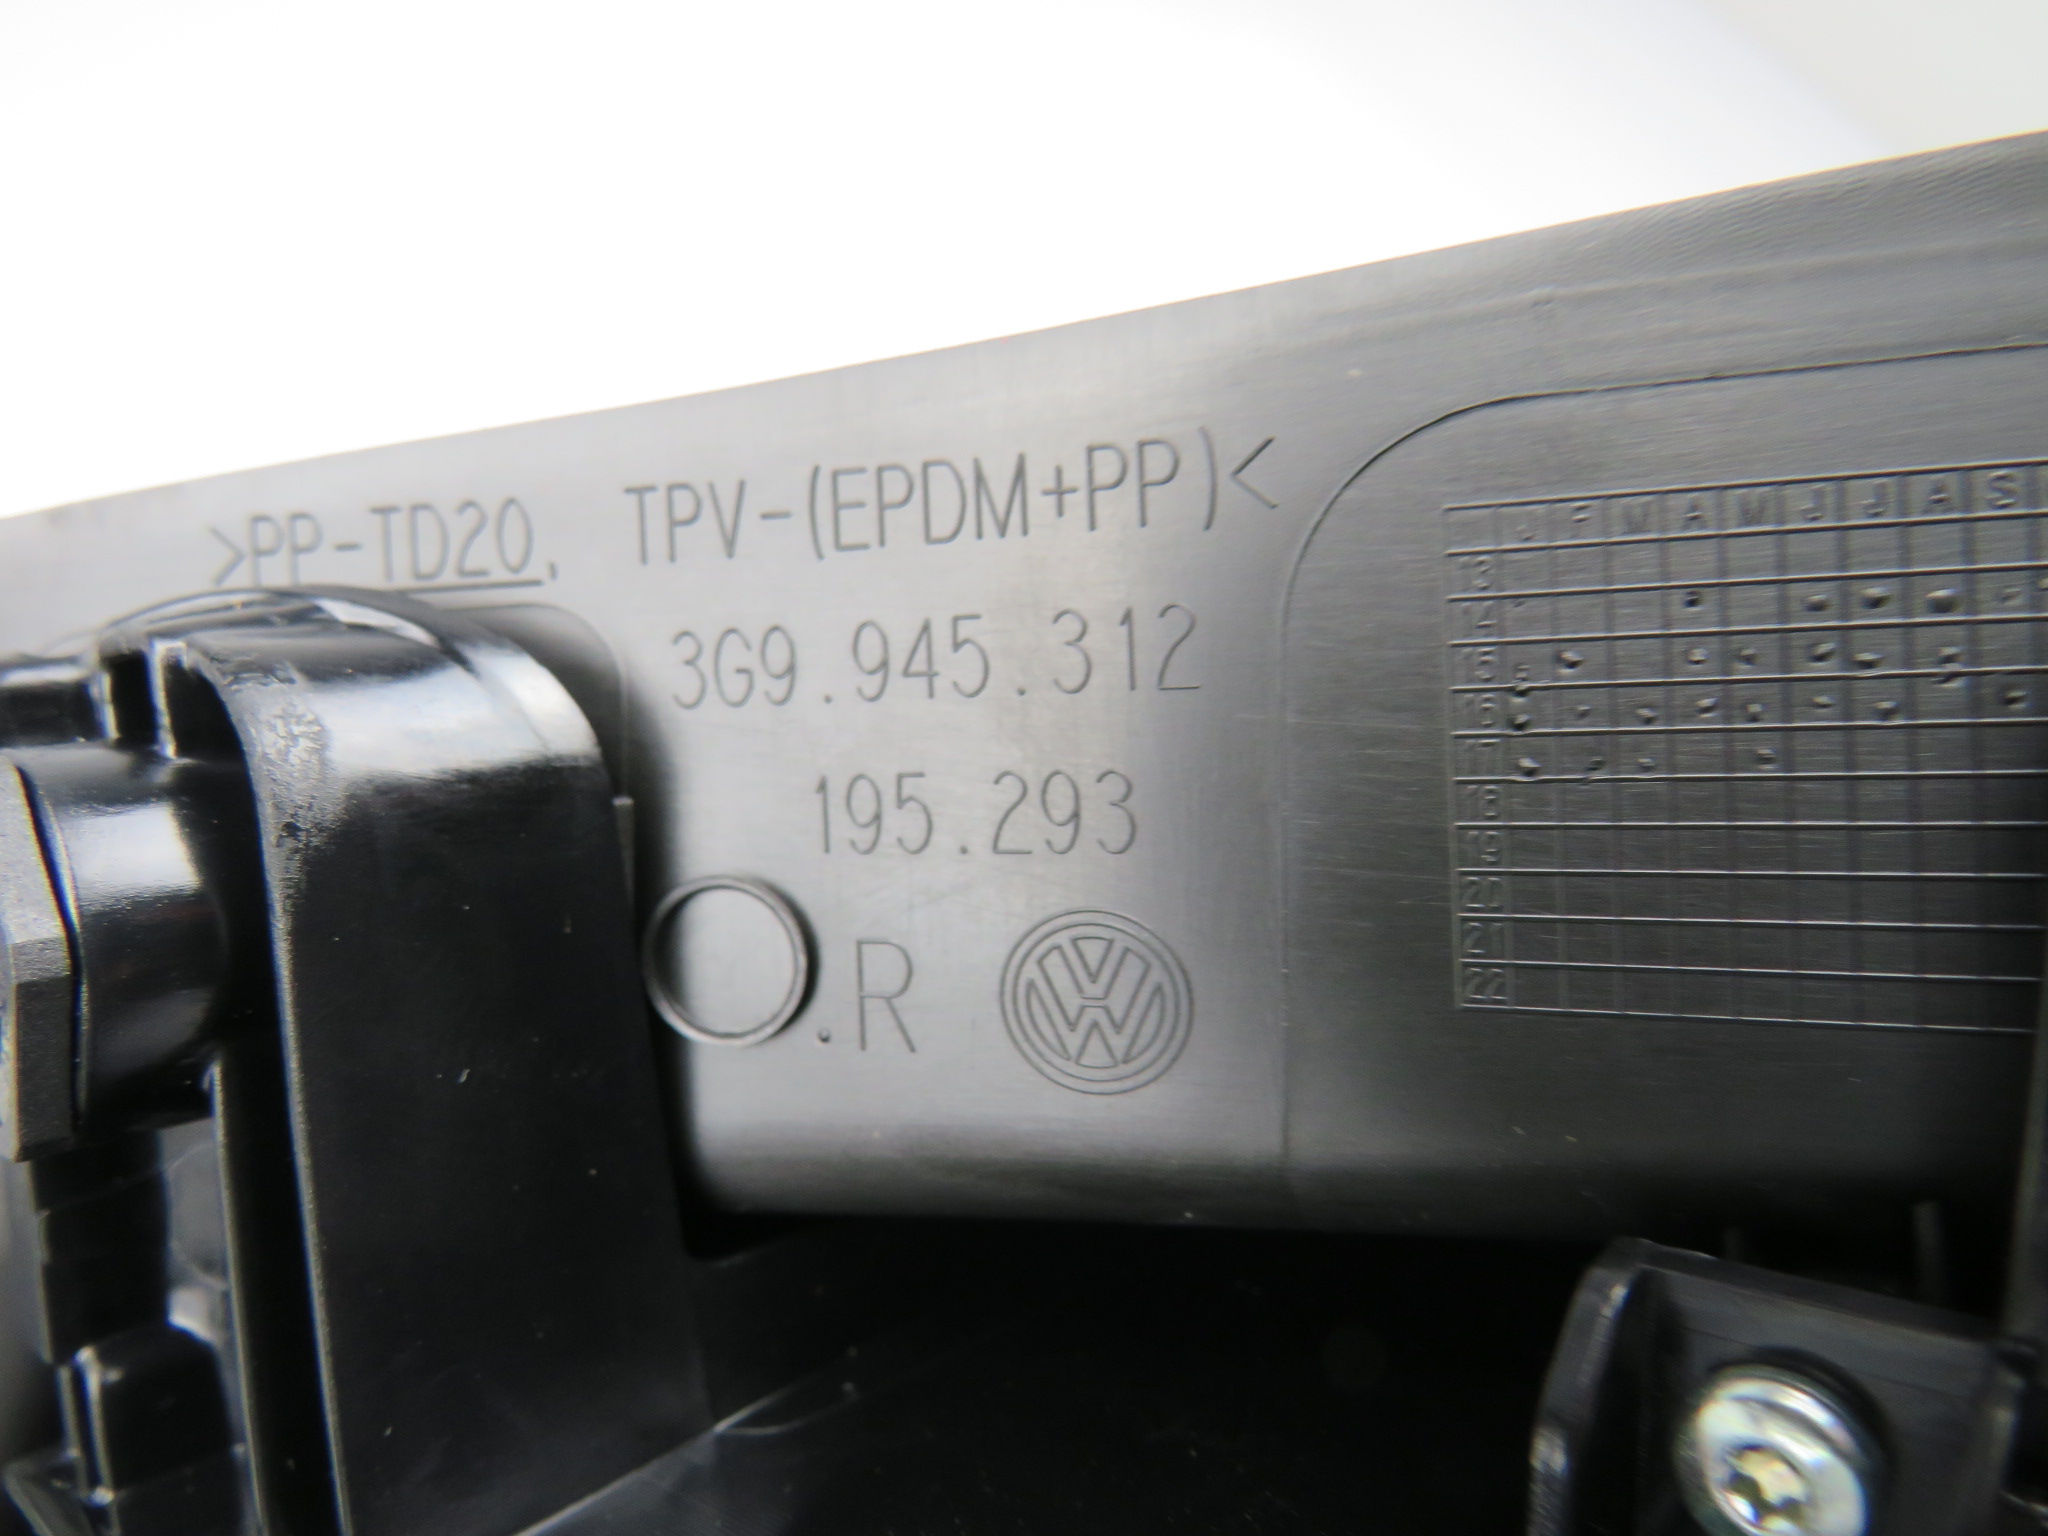 >PP-TD20, TPV-(EPDM+PP)<
3G9.945.312
195.293
.R
J F M A M J J A S
13
14
15
16
17
18
19
20
21
22